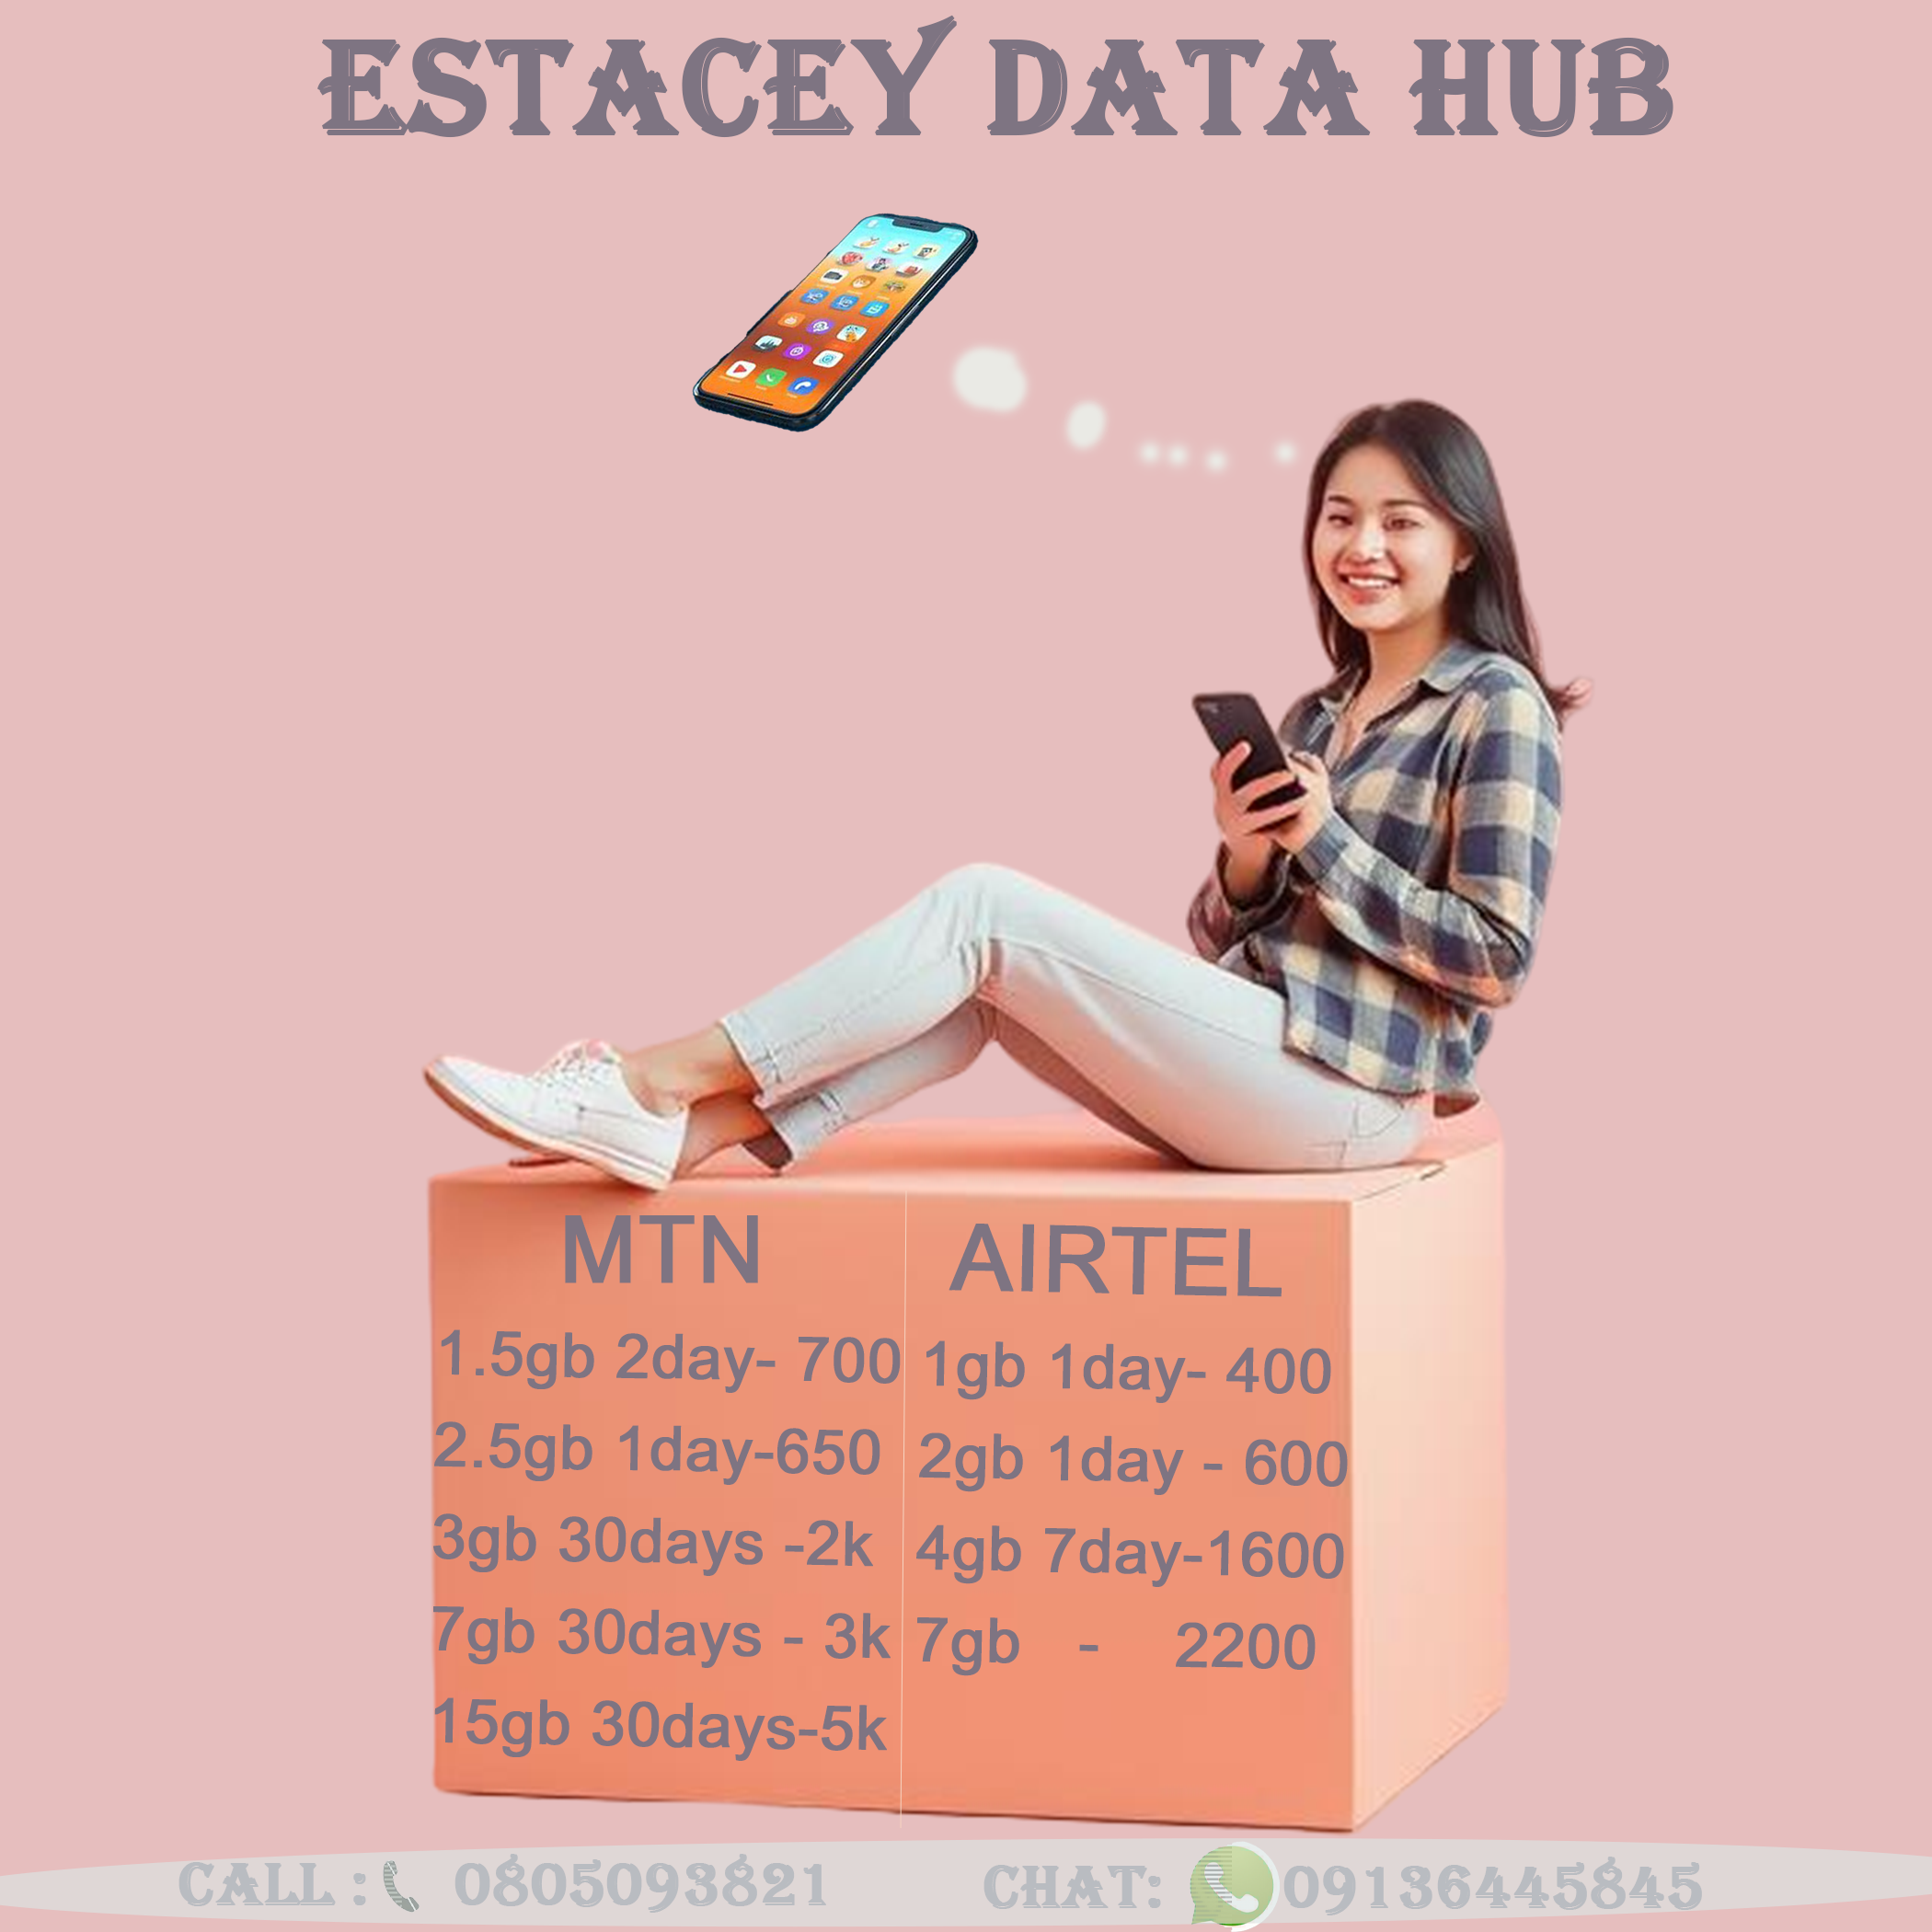 ESTACEY DATA HUB
MTN
1.5gb 2day- 700
2.5gb 1day-650
3gb 30days -2k
7gb 30days - 3k
15gb 30days-5k
AIRTEL
1gb 1day- 400
2gb 1day - 600
4gb 7day-1600
7gb - 2200
CALL : 0805093821
CHAT: 09136445845